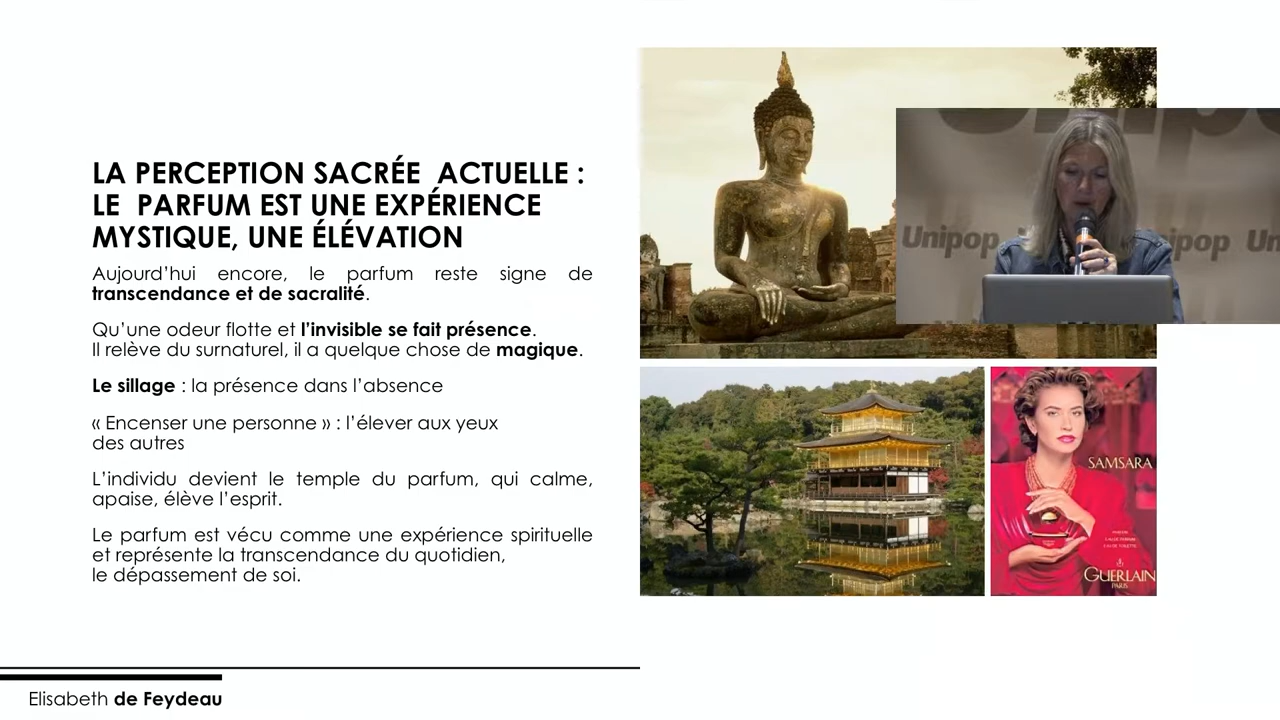 LA PERCEPTION SACRÉE ACTUELLE :
LE PARFUM EST UNE EXPÉRIENCE
MYSTIQUE, UNE ÉLÉVATION
Aujourd’hui encore, le parfum reste signe de
transcendance et de sacralité.
Qu’une odeur flotte et l’invisible se fait présence.
Il relève du surnaturel, il a quelque chose de magique.
Le sillage : la présence dans l’absence
« Encenser une personne » : l’élever aux yeux
des autres
L’individu devient le temple du parfum, qui calme,
apaise, élève l’esprit.
Le parfum est vécu comme une expérience spirituelle
et représente la transcendance du quotidien,
le dépassement de soi.
Elisabeth de Feydeau
Unipop
Unipop
SAMSARA
GUERLAIN
PARIS